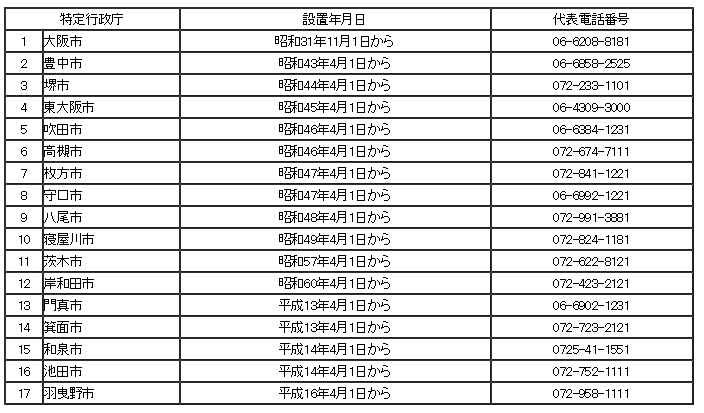 特定行政庁 設置年月日 代表電話番号
1 大阪市 昭和31年11月1日から 06-6208-8181
2 豊中市 昭和43年4月1日から 06-6858-2525
3 堺市 昭和44年4月1日から 072-233-1101
4 東大阪市 昭和45年4月1日から 06-4309-3000
5 吹田市 昭和46年4月1日から 06-6384-1231
6 高槻市 昭和46年4月1日から 072-674-7111
7 枚方市 昭和47年4月1日から 072-841-1221
8 守口市 昭和47年4月1日から 06-6992-1221
9 八尾市 昭和48年4月1日から 072-991-3881
10 寝屋川市 昭和49年4月1日から 072-824-1181
11 茨木市 昭和57年4月1日から 072-622-8121
12 岸和田市 昭和60年4月1日から 072-423-2121
13 門真市 平成13年4月1日から 06-6902-1231
14 箕面市 平成13年4月1日から 072-723-2121
15 和泉市 平成14年4月1日から 0725-41-1551
16 池田市 平成14年4月1日から 072-752-1111
17 羽曳野市 平成16年4月1日から 072-958-1111